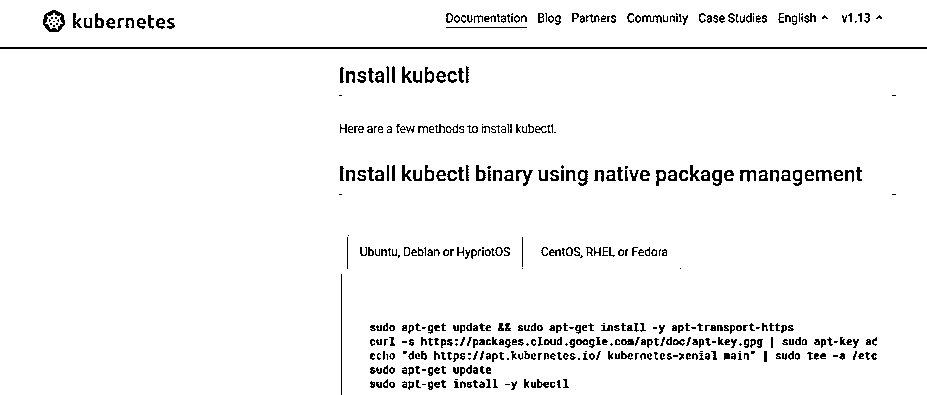 kubernetes
Documentation Blog Partners Community Case Studies English v1.13
Install kubectl
Here are a few methods to install kubectl.
Install kubectl binary using native package management
Ubuntu, Debian or HypriotOS CentOS, RHEL or Fedora
sudo apt-get update && sudo apt-get install -y apt-transport-https
curl -s https://packages.cloud.google.com/apt/doc/apt-key.gpg | sudo apt-key ad
echo "deb https://apt.kubernetes.io/ kubernetes-xenial main" | sudo tee -a /etc
sudo apt-get update
sudo apt-get install -y kubectl